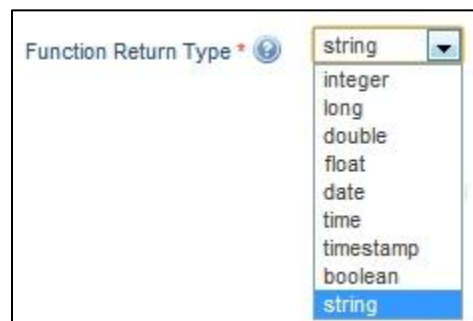 Function Return Type * string
integer
long
double
float
date
time
timestamp
boolean
string